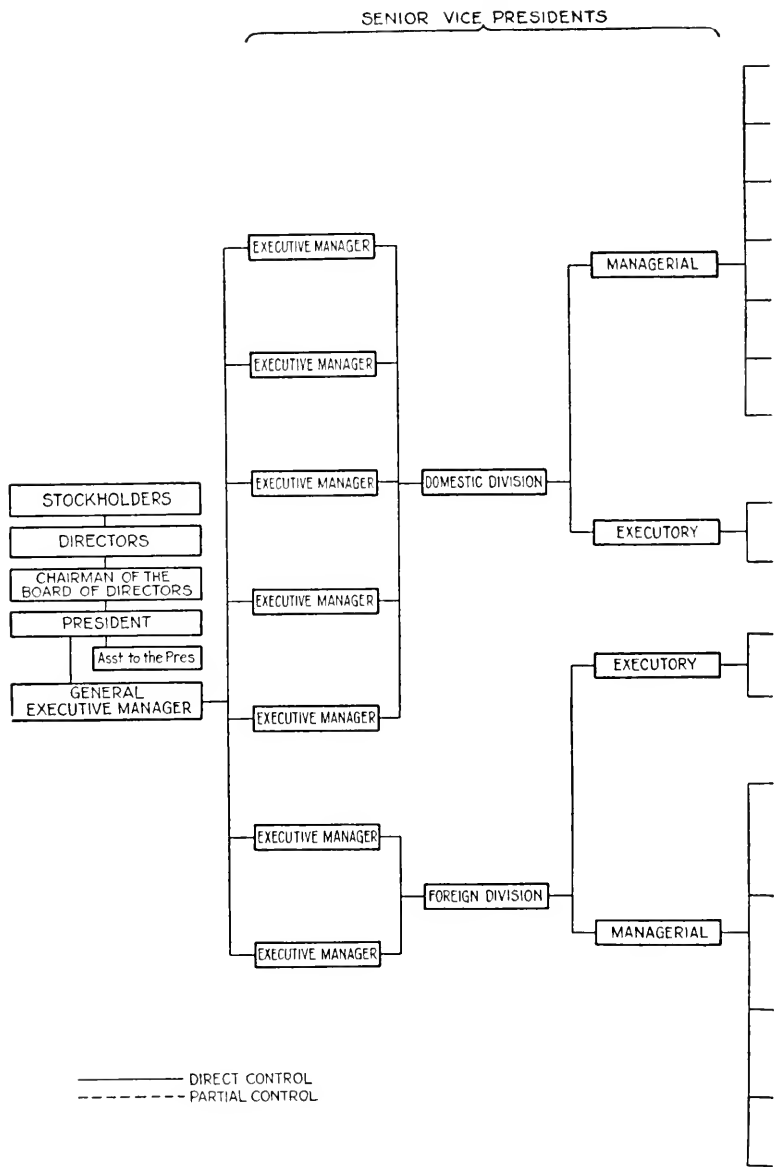 SENIOR VICE PRESIDENTS
EXECUTIVE MANAGER
MANAGERIAL
EXECUTIVE MANAGER
STOCKHOLDERS
EXECUTIVE MANAGER
DOMESTIC DIVISION
DIRECTORS
EXECUTORY
CHAIRMAN OF THE
BOARD OF DIRECTORS
EXECUTIVE MANAGER
PRESIDENT
Asst to the Pres
EXECUTORY
GENERAL
EXECUTIVE MANAGER
EXECUTIVE MANAGER
EXECUTIVE MANAGER
FOREIGN DIVISION
MANAGERIAL
EXECUTIVE MANAGER
DIRECT CONTROL
PARTIAL CONTROL